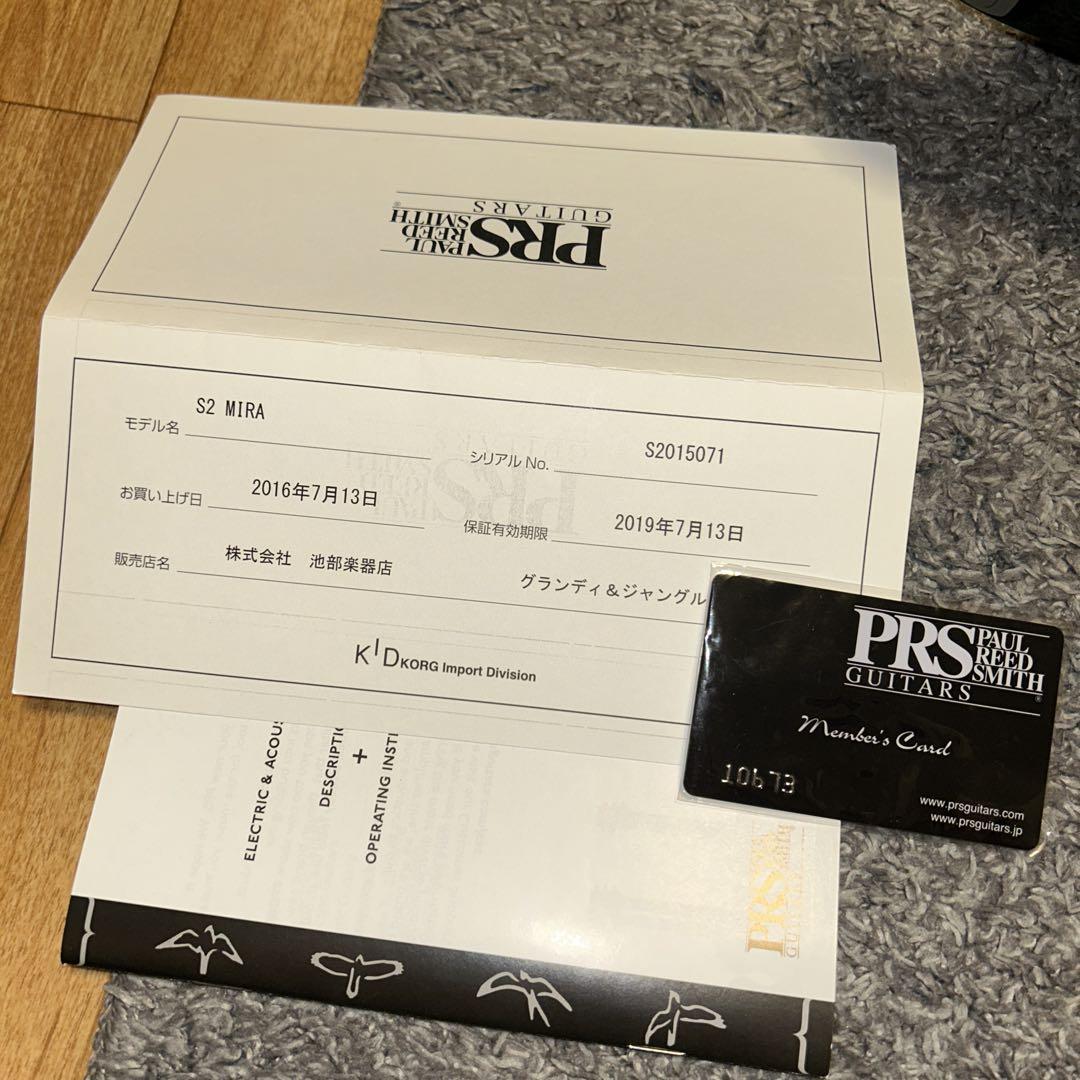 PRS PAUL
REED
SMITH®
GUITARS
モデル名 S2 MIRA
シリアル No. S2015071
お買い上げ日 2016年7月13日
保証有効期限 2019年7月13日
販売店名 株式会社 池部楽器店 グランディ&ジャングル
KID KORG Import Division
PRS PAUL
REED
SMITH®
GUITARS
Member's Card
10673
www.prsguitars.com
www.prsguitars.jp
ELECTRIC & ACOUS
DESCRIPTIO
+
OPERATING INSTR
PRS